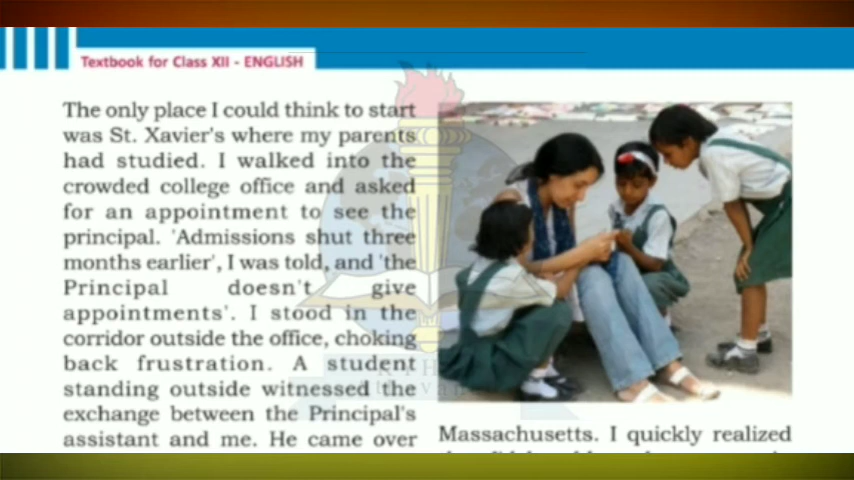 Textbook for Class XII - ENGLISH
The only place I could think to start
was St. Xavier's where my parents
had studied. I walked into the
crowded college office and asked
for an appointment to see the
principal. 'Admissions shut three
months earlier', I was told, and 'the
Principal doesn't give
appointments'. I stood in the
corridor outside the office, choking
back frustration. A student
standing outside witnessed the
exchange between the Principal's
assistant and me. He came over
Massachusetts. I quickly realized